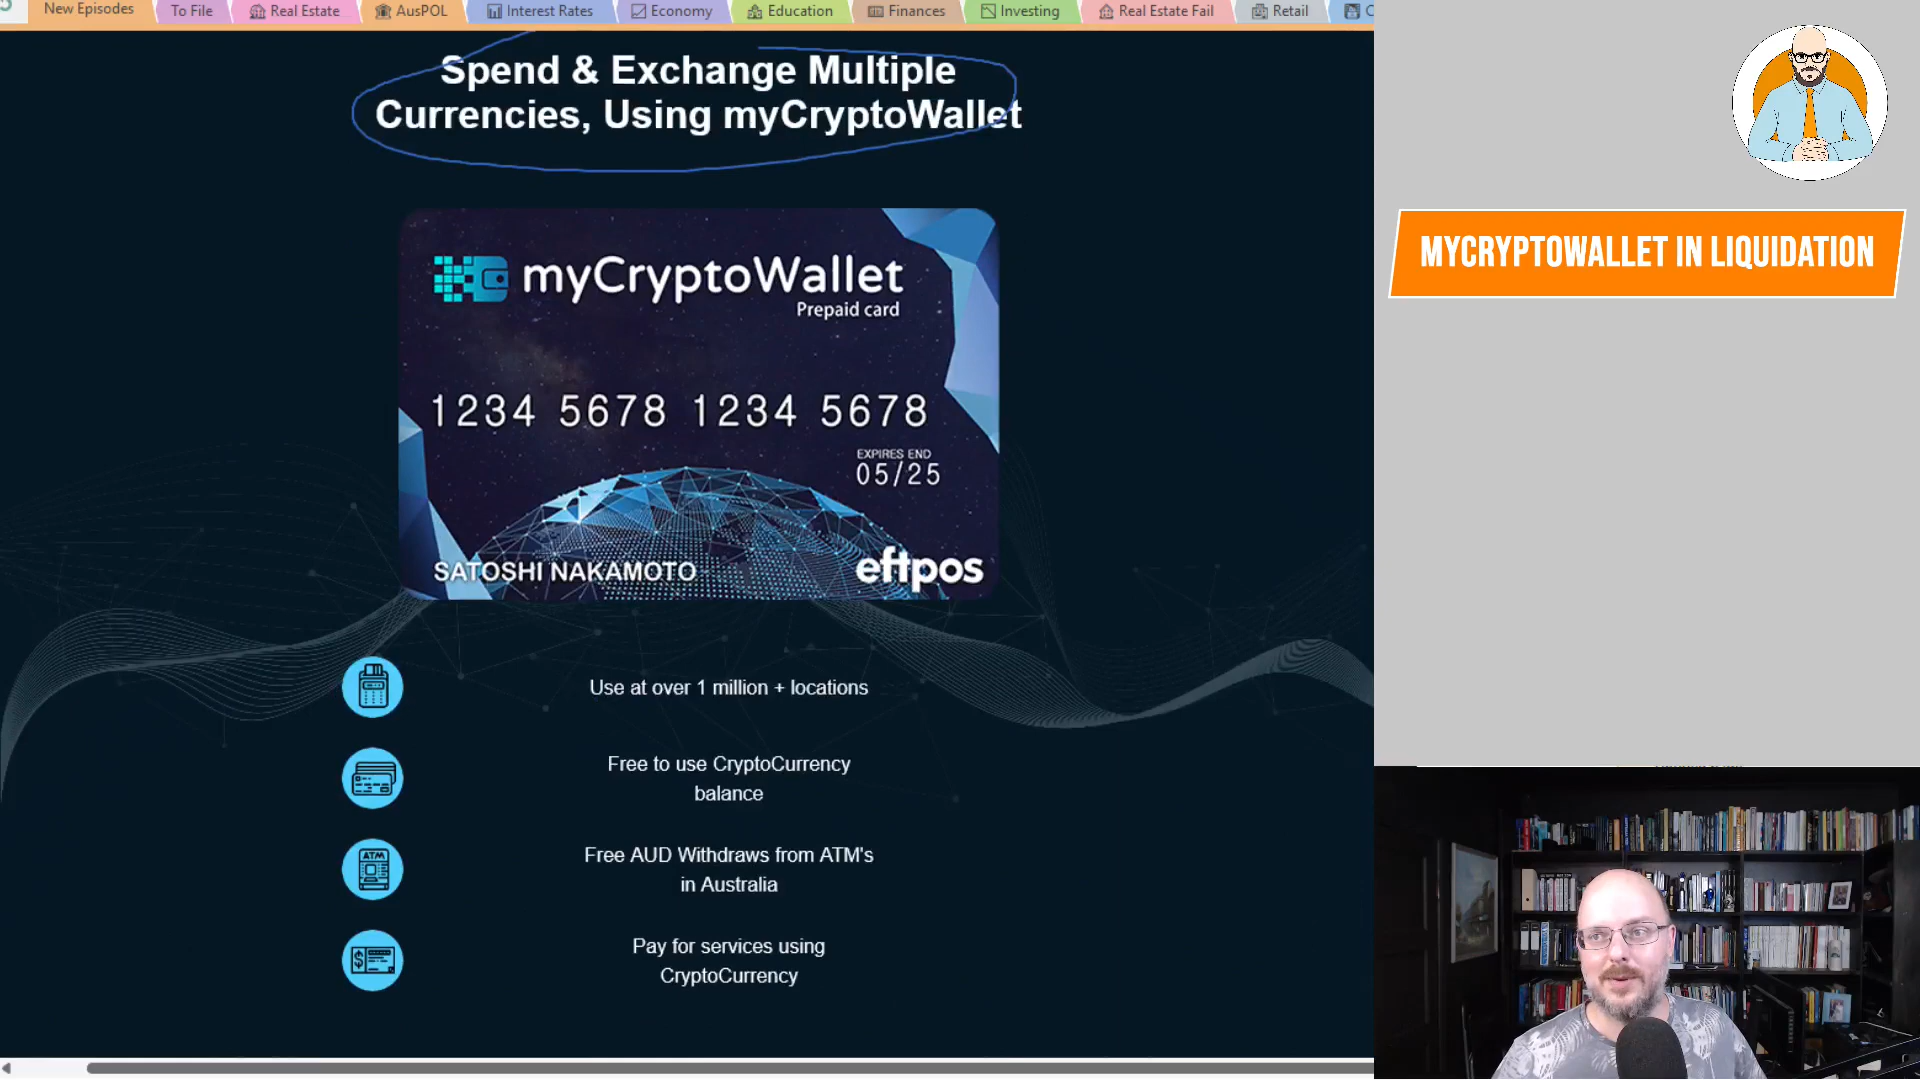 New Episodes
To File
Real Estate
AusPOL
Interest Rates
Economy
Education
Finances
Investing
Real Estate Fail
Retail
Spend & Exchange Multiple
Currencies, Using myCryptoWallet
myCryptoWallet
Prepaid card
1234 5678 1234 5678
EXPIRES END
05/25
SATOSHI NAKAMOTO
eftpos
Use at over 1 million + locations
Free to use CryptoCurrency
balance
ATM
Free AUD Withdraws from ATM's
in Australia
Pay for services using
CryptoCurrency
MYCRYPTOWALLET IN LIQUIDATION